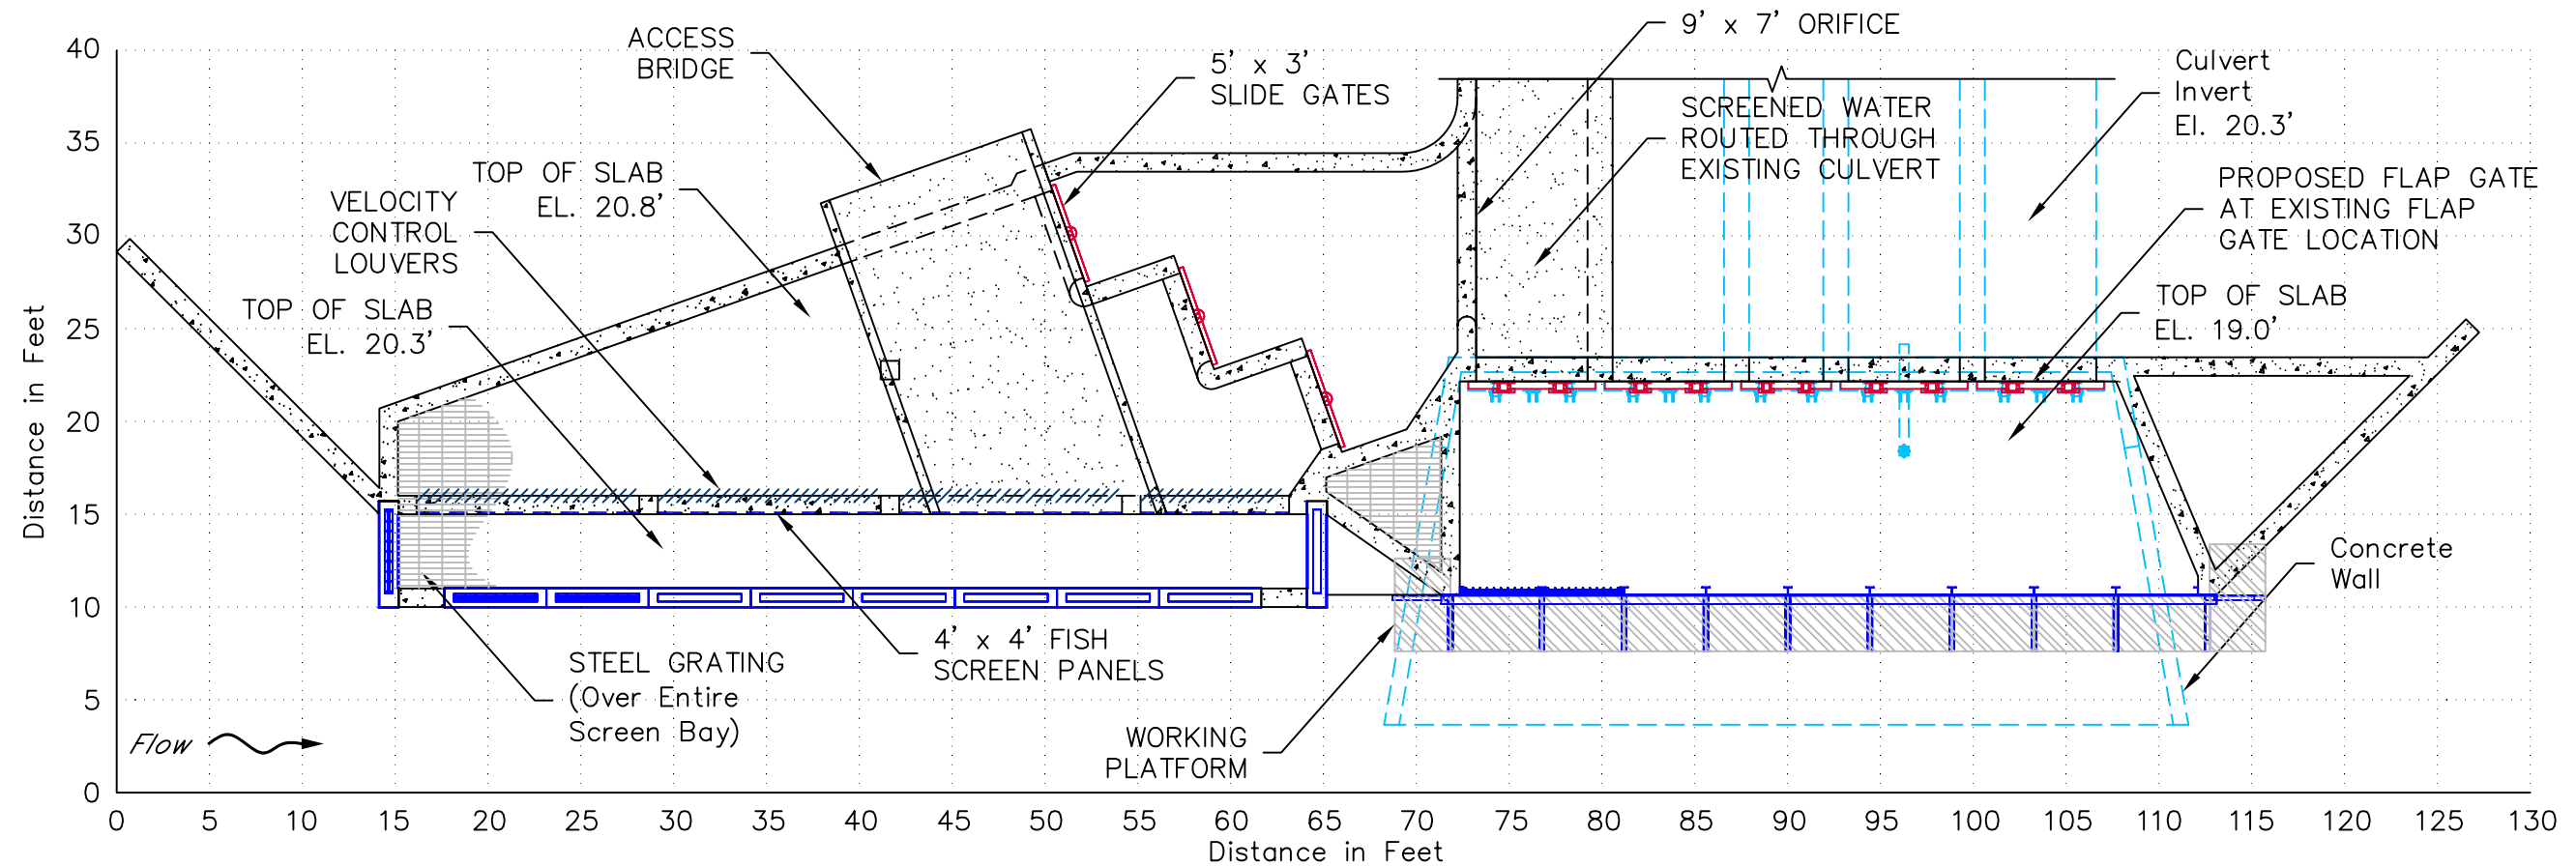 9' x 7' ORIFICE
ACCESS
BRIDGE
5' x 3'
SLIDE GATES
Culvert
Invert
El. 20.3'
SCREENED WATER
ROUTED THROUGH
EXISTING CULVERT
TOP OF SLAB
EL. 20.8'
PROPOSED FLAP GATE
AT EXISTING FLAP
GATE LOCATION
VELOCITY
CONTROL
LOUVERS
TOP OF SLAB
EL. 20.3'
TOP OF SLAB
EL. 19.0'
Concrete
Wall
4' x 4' FISH
SCREEN PANELS
STEEL GRATING
(Over Entire
Screen Bay)
WORKING
PLATFORM
Flow
Distance in Feet
40
35
30
25
20
15
10
5
0
0 5 10 15 20 25 30 35 40 45 50 55 60 65 70 75 80 85 90 95 100 105 110 115 120 125 130
Distance in Feet